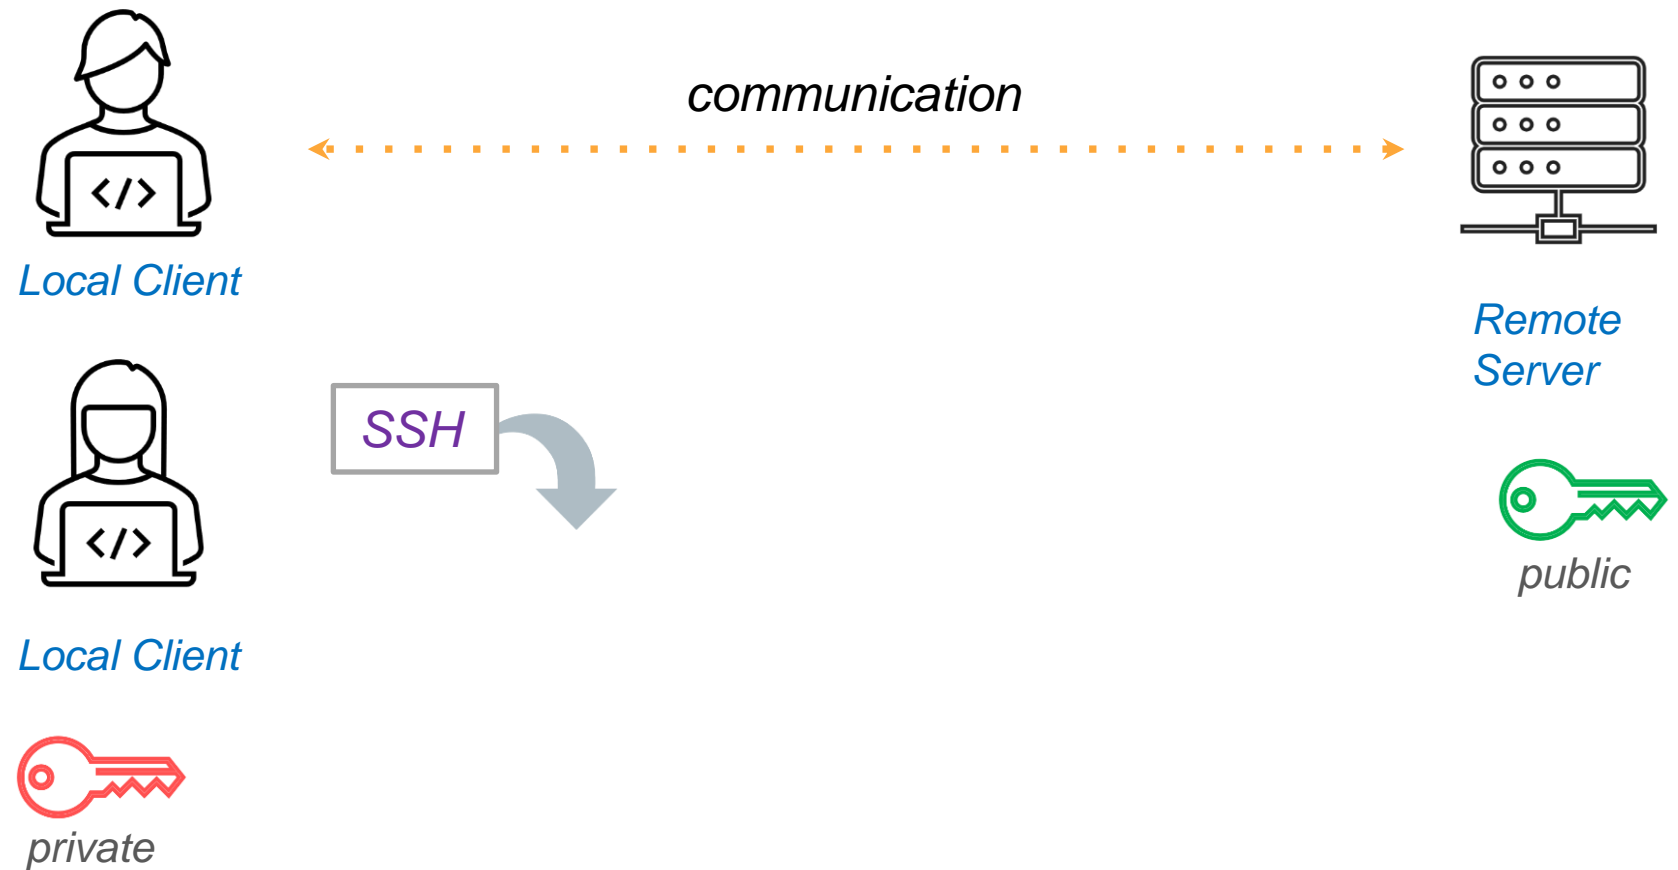 communication
</>
Local Client
Remote
Server
SSH
</>
public
Local Client
private